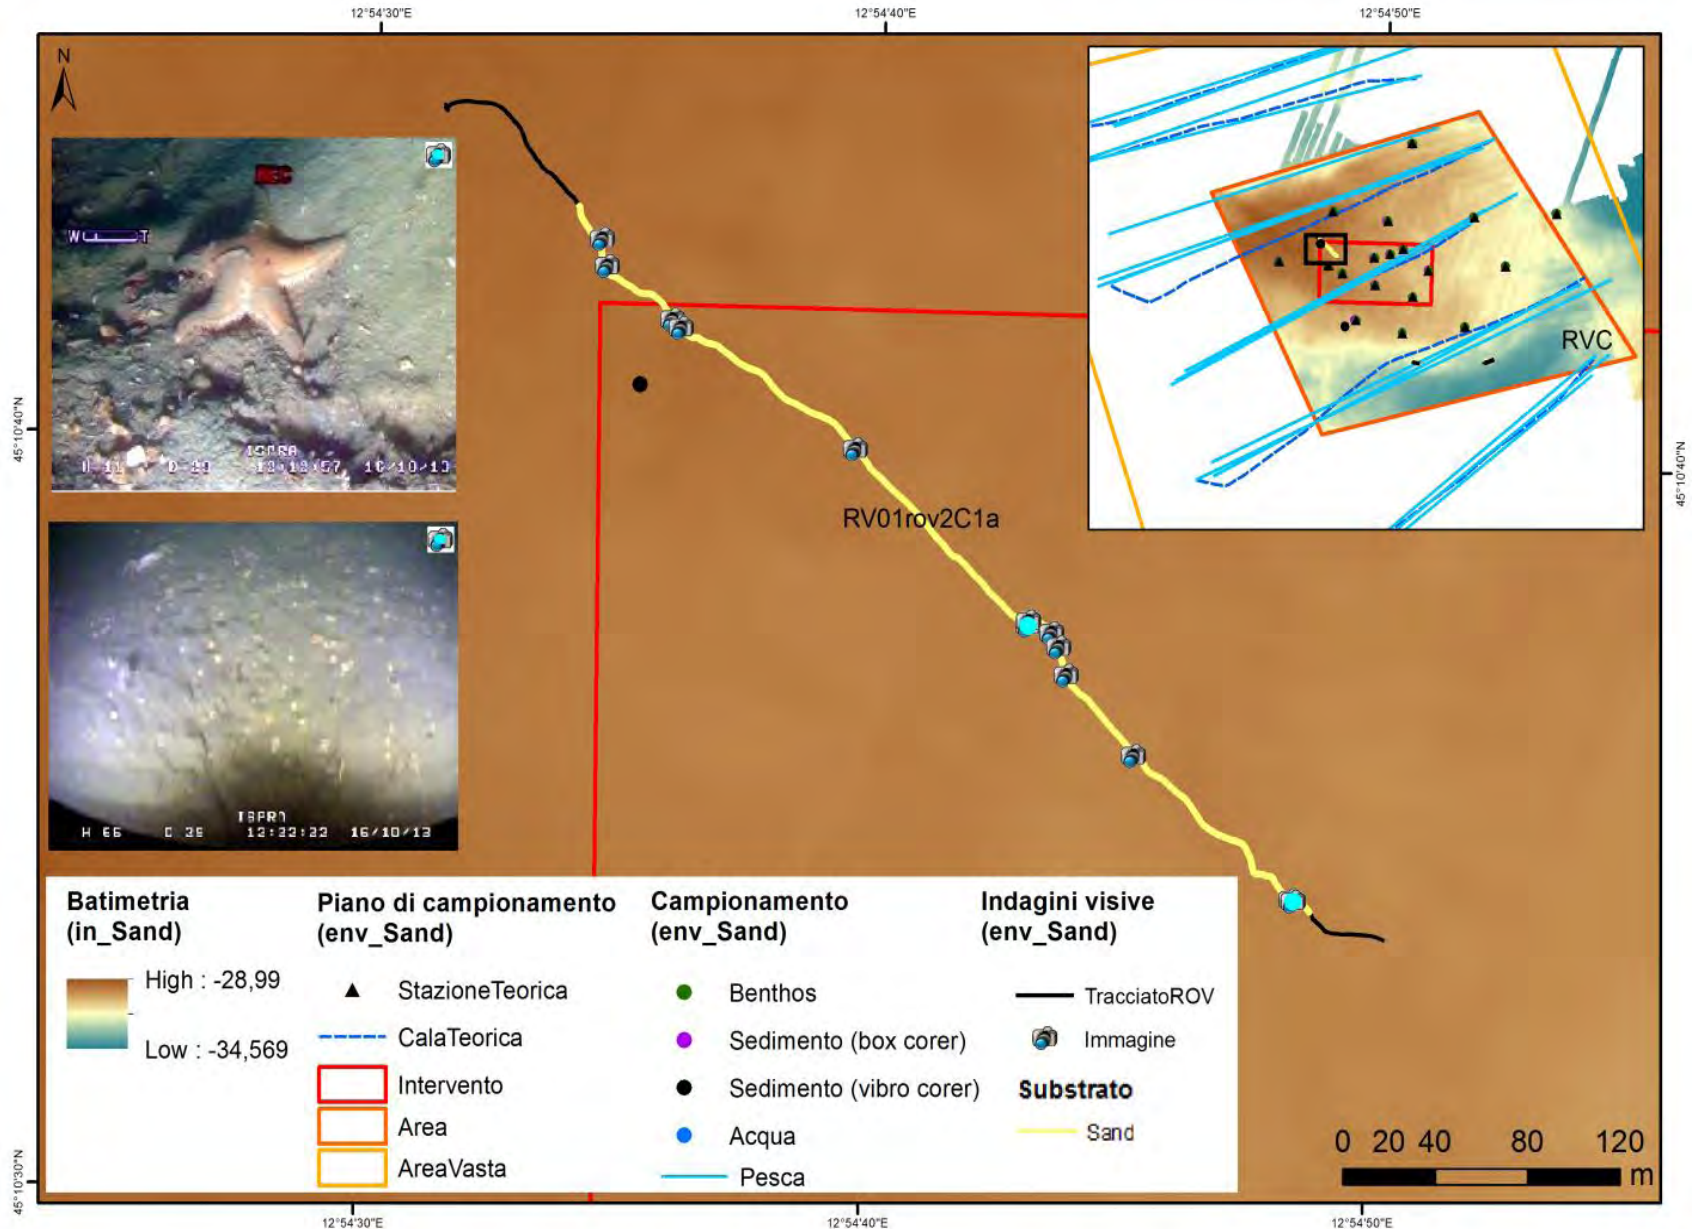 12°54'30"E
12°54'40"E
12°54'50"E
N
W T
ISPRA
16/10/13
RVC
45°10'40"N
45°10'40"N
RV01rov2C1a
ISPRA
H 66
12:22:22 16/10/13
Batimetria
(in_Sand)
High : -28,99
Low : -34,569
Piano di campionamento
(env_Sand)
StazioneTeorica
CalaTeorica
Intervento
Area
AreaVasta
Campionamento
(env_Sand)
Benthos
Sedimento (box corer)
Sedimento (vibro corer)
Acqua
Pesca
Indagini visive
(env_Sand)
TracciatoROV
Immagine
Substrato
Sand
0 20 40 80 120
m
45°10'30"N
12°54'30"E
12°54'40"E
12°54'50"E